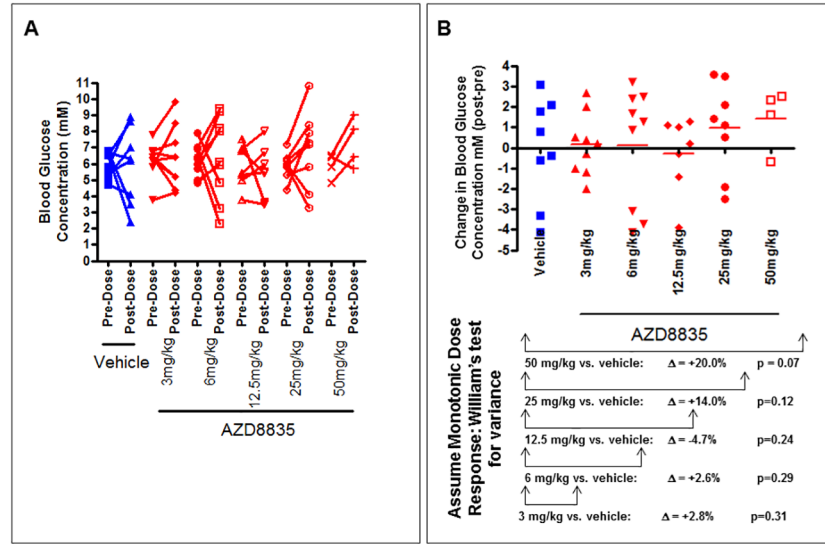 A
Blood Glucose
Concentration (mM)
11
10
9
8
7
6
5
4
3
2
1
0
Pre-Dose
Post-Dose
Pre-Dose
Post-Dose
Pre-Dose
Post-Dose
Pre-Dose
Post-Dose
Pre-Dose
Post-Dose
Pre-Dose
Post-Dose
Vehicle
3mg/kg
6mg/kg
12.5mg/kg
25mg/kg
50mg/kg
AZD8835
B
Change in Blood Glucose
Concentration mM (post-pre)
4
3
2
1
0
-1
-2
-3
-4
-5
Vehicle
3mg/kg
6mg/kg
12.5mg/kg
25mg/kg
50mg/kg
AZD8835
Assume Monotonic Dose
Response: William's test
for variance
50 mg/kg vs. vehicle: Δ = +20.0% p = 0.07
25 mg/kg vs. vehicle: Δ = +14.0% p=0.12
12.5 mg/kg vs. vehicle: Δ = -4.7% p=0.24
6 mg/kg vs. vehicle: Δ = +2.6% p=0.29
3 mg/kg vs. vehicle: Δ = +2.8% p=0.31